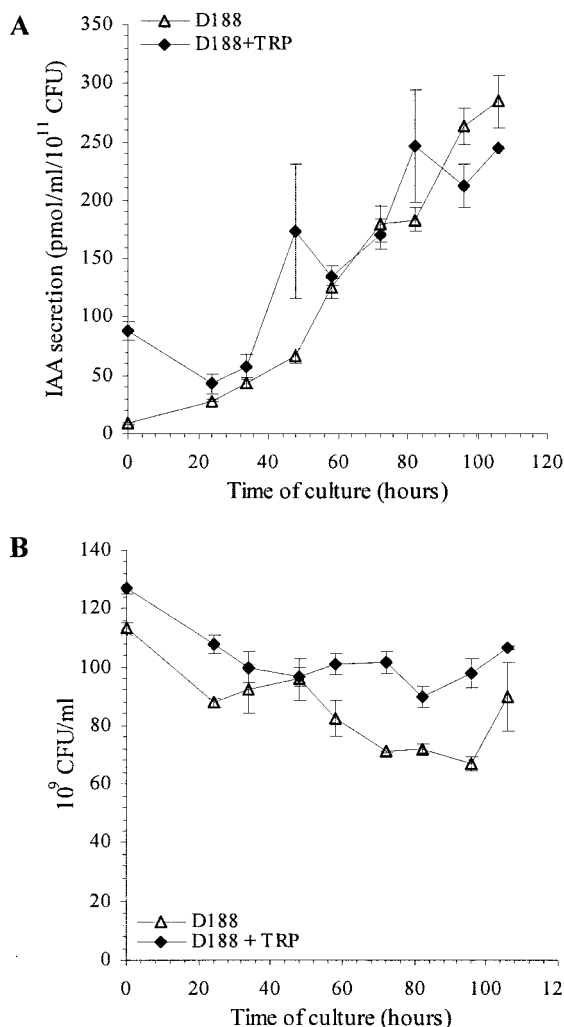 A
D188
D188+TRP
IAA secretion (pmol/ml/10¹¹ CFU)
350
300
250
200
150
100
50
0
0 20 40 60 80 100 120
Time of culture (hours)
B
10⁹ CFU/ml
140
120
100
80
60
40
20
0
D188
D188 + TRP
0 20 40 60 80 100 12
Time of culture (hours)